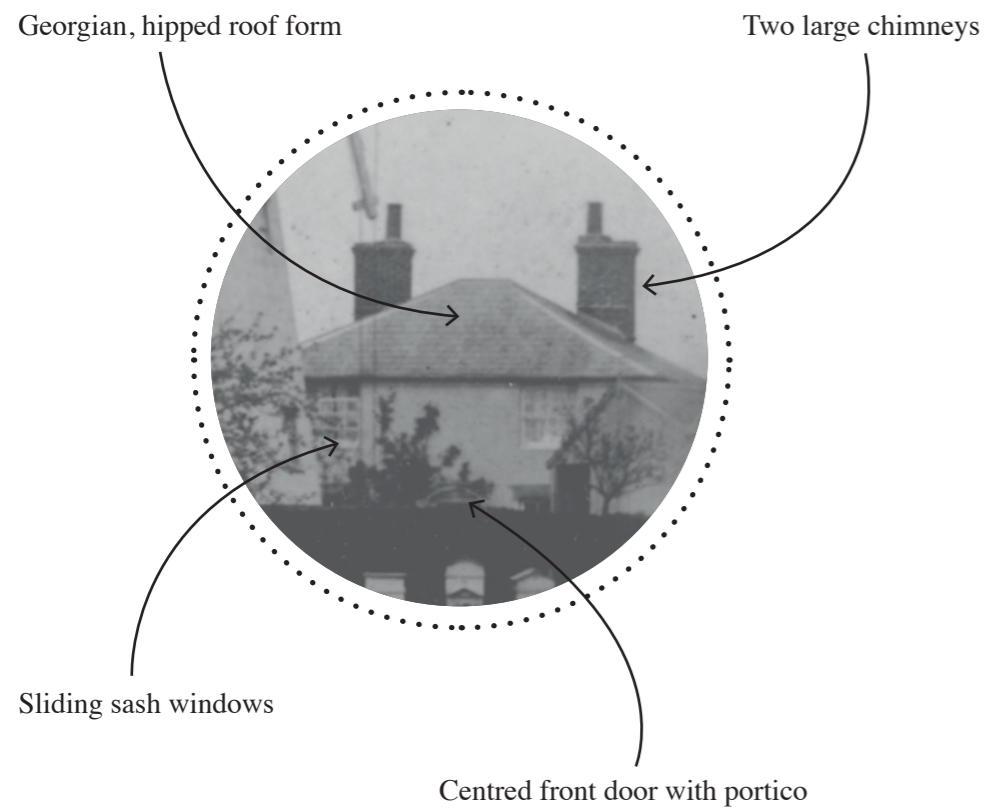 Georgian, hipped roof form
Two large chimneys
Sliding sash windows
Centred front door with portico